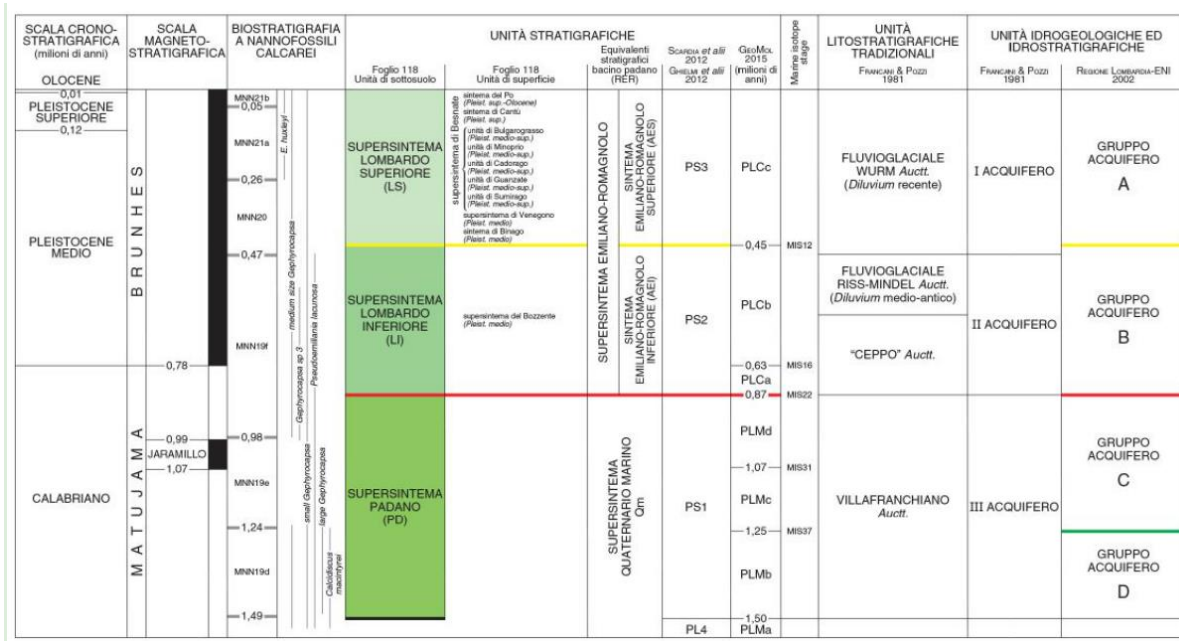 SCALA CRONO-
STRATIGRAFICA
(milioni di anni)
OLOCENE
0,01
PLEISTOCENE
SUPERIORE
0,12
PLEISTOCENE
MEDIO
0,78
CALABRIANO
SCALA
MAGNETO-
STRATIGRAFICA
BRUNHES
MATUJAMA
0,99
JARAMILLO
1,07
BIOSTRATIGRAFIA
A NANNOFOSSILI
CALCAREI
MNN21b
0,05
MNN21a
0,26
MNN20
0,47
MNN19f
0,98
MNN19e
1,24
MNN19d
1,49
E. huxleyi
medium size Gephyrocapsa
Gephyrocapsa sp 3
Pseudoemiliania lacunosa
small Gephyrocapsa
large Gephyrocapsa
Calcidiscus
macintyrei
UNITÀ STRATIGRAFICHE
Foglio 118
Unità di sottosuolo
SUPERSINTEMA
LOMBARDO
SUPERIORE
(LS)
SUPERSINTEMA
LOMBARDO
INFERIORE
(LI)
SUPERSINTEMA
PADANO
(PD)
Foglio 118
Unità di superficie
supersintema di Besnate
sintema del Po
(Pleist. sup.-Olocene)
sintema di Cantù
(Pleist. sup.)
unità di Bulgarograsso
(Pleist. medio-sup.)
unità di Minoprio
(Pleist. medio-sup.)
unità di Cadorago
(Pleist. medio-sup.)
unità di Guanzate
(Pleist. medio-sup.)
unità di Sumirago
(Pleist. medio-sup.)
supersintema di Venegono
(Pleist. medio)
sintema di Binago
(Pleist. medio)
supersintema del Bozzente
(Pleist. medio)
Equivalenti
stratigrafici
bacino padano
(RER)
SUPERSINTEMA EMILIANO-ROMAGNOLO
SINTEMA
EMILIANO-ROMAGNOLO
SUPERIORE (AES)
SINTEMA
EMILIANO-ROMAGNOLO
INFERIORE (AEI)
SUPERSINTEMA
QUATERNARIO MARINO
Qm
SCARDIA et alii
2012
GHIELMI et alii
2012
PS3
PS2
PS1
PL4
GEOMOL
2015
(milioni di
anni)
PLCc
0,45
PLCb
0,63
PLCa
0,87
PLMd
1,07
PLMc
1,25
PLMb
1,50
PLMa
Marine isotope
stage
MIS12
MIS16
MIS22
MIS31
MIS37
UNITÀ
LITOSTRATIGRAFICHE
TRADIZIONALI
FRANCANI & POZZI
1981
FLUVIOGLACIALE
WURM Auctt.
(Diluvium recente)
FLUVIOGLACIALE
RISS-MINDEL Auctt.
(Diluvium medio-antico)
“CEPPO” Auctt.
VILLAFRANCHIANO
Auctt.
UNITÀ IDROGEOLOGICHE ED
IDROSTRATIGRAFICHE
FRANCANI & POZZI
1981
I ACQUIFERO
II ACQUIFERO
III ACQUIFERO
REGIONE LOMBARDIA-ENI
2002
GRUPPO
ACQUIFERO
A
GRUPPO
ACQUIFERO
B
GRUPPO
ACQUIFERO
C
GRUPPO
ACQUIFERO
D